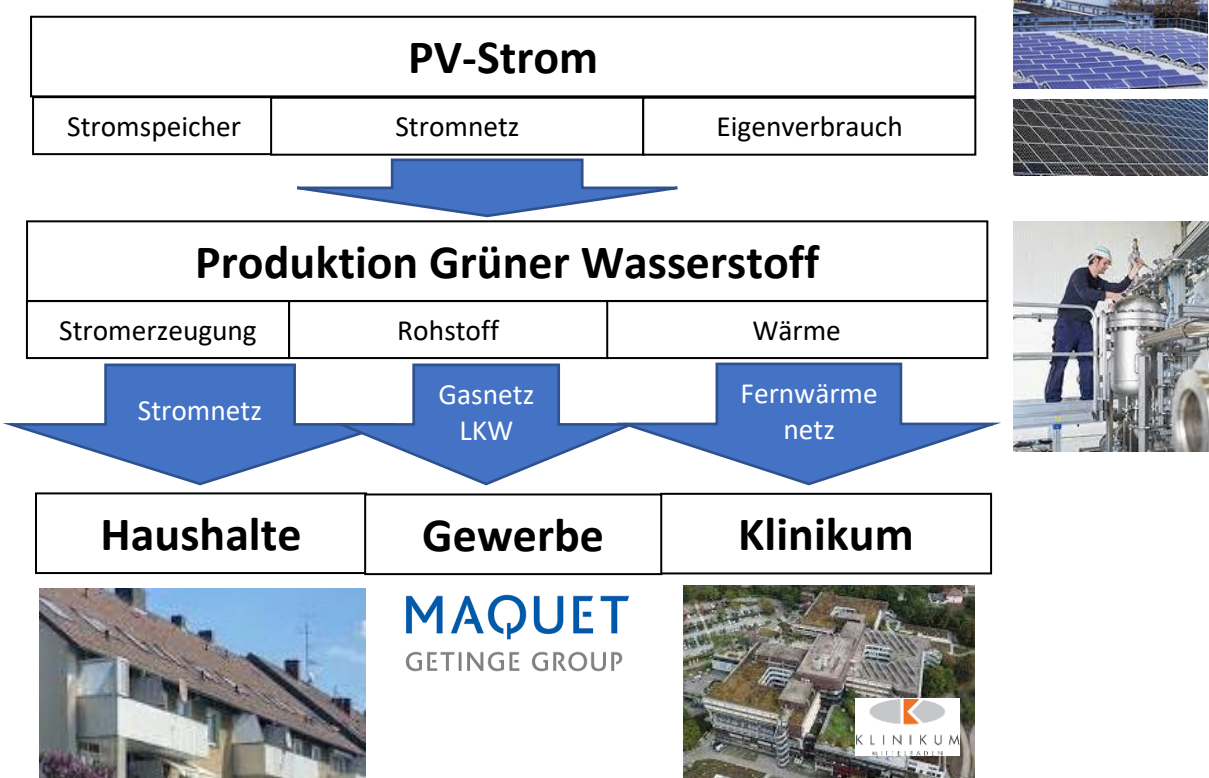 PV-Strom
Stromspeicher
Stromnetz
Eigenverbrauch
Produktion Grüner Wasserstoff
Stromerzeugung
Rohstoff
Wärme
Stromnetz
Gasnetz
LKW
Fernwärme
netz
Haushalte
Gewerbe
Klinikum
MAQUET
GETINGE GROUP
KLINIKUM
MITTELBADEN